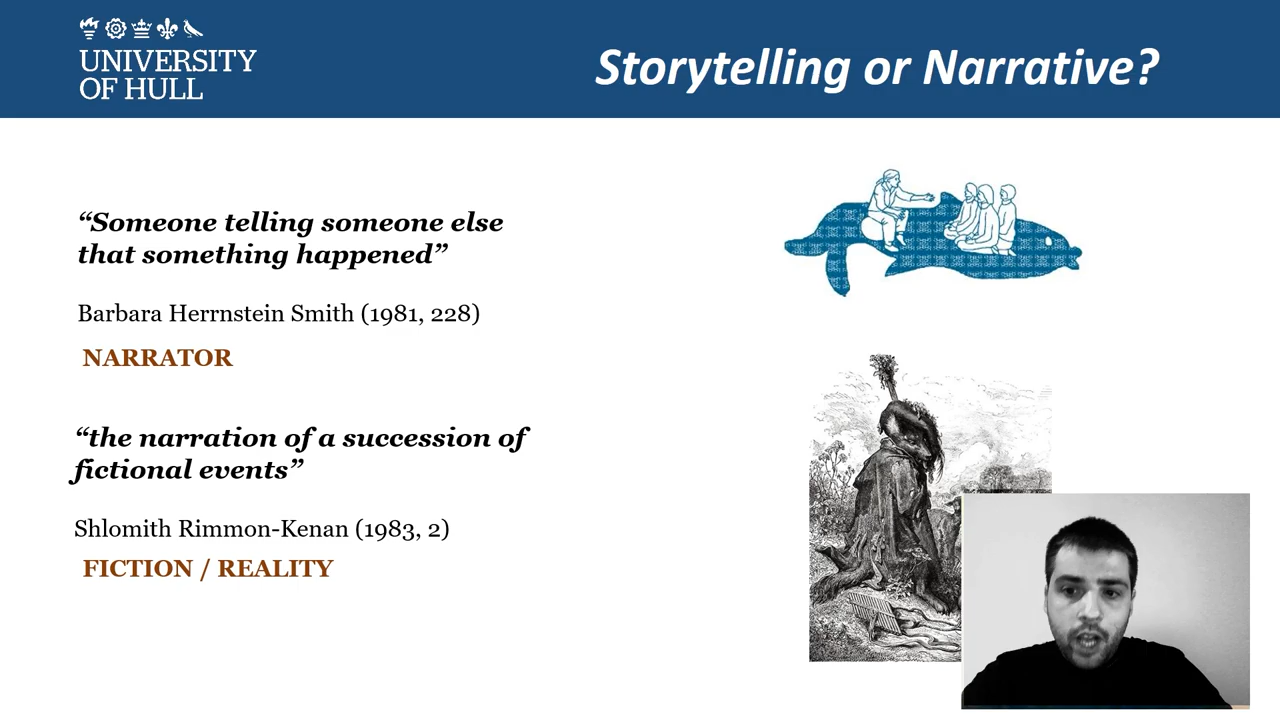 UNIVERSITY
OF HULL
Storytelling or Narrative?
“Someone telling someone else
that something happened”
Barbara Herrnstein Smith (1981, 228)
NARRATOR
“the narration of a succession of
fictional events”
Shlomith Rimmon-Kenan (1983, 2)
FICTION / REALITY